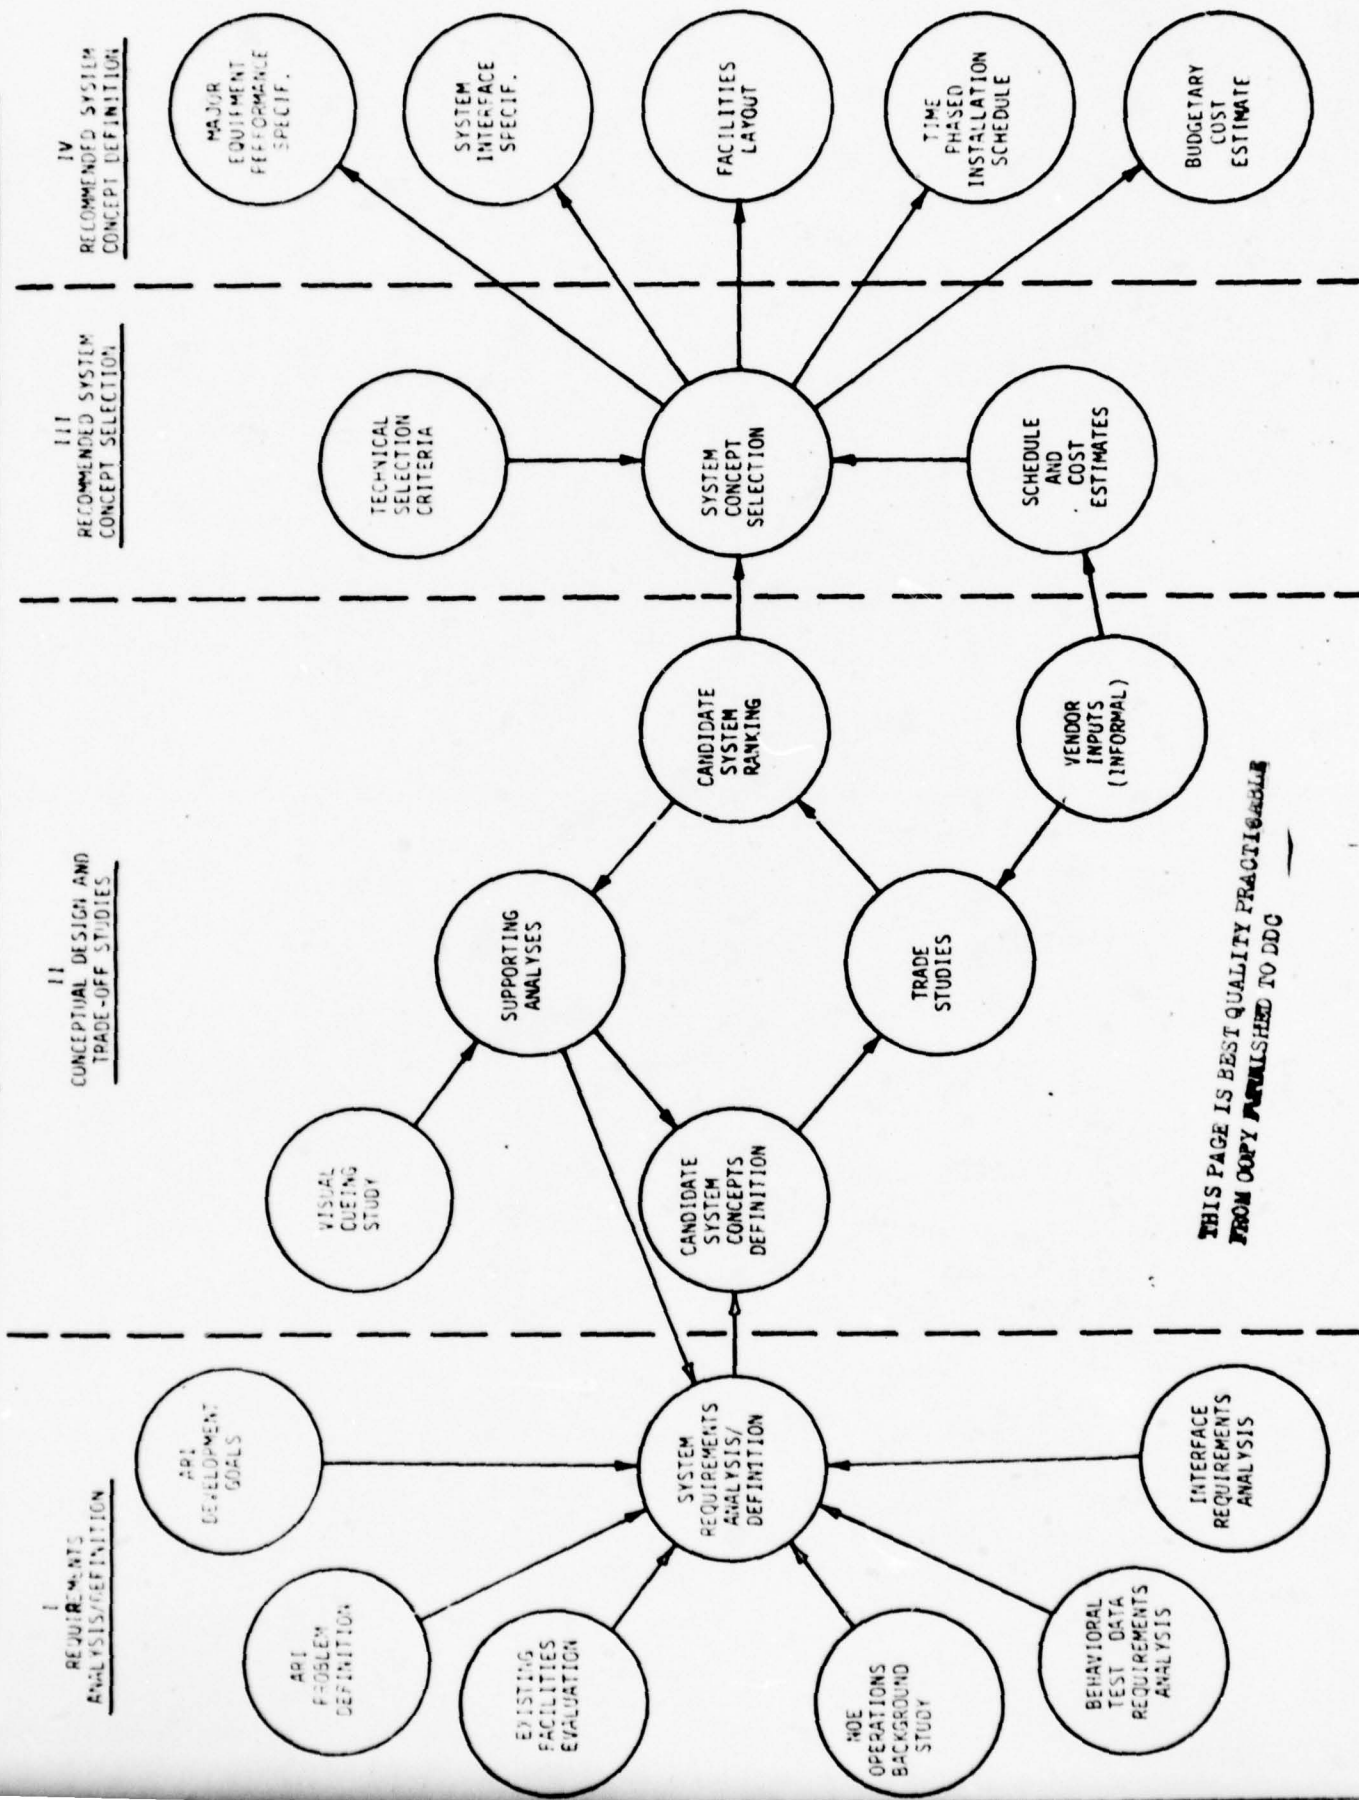 I
REQUIREMENTS
ANALYSIS/DEFINITION
II
CONCEPTUAL DESIGN AND
TRADE-OFF STUDIES
III
RECOMMENDED SYSTEM
CONCEPT SELECTION
IV
RECOMMENDED SYSTEM
CONCEPT DEFINITION
ARI
DEVELOPMENT
GOALS
ARI
PROBLEM
DEFINITION
EXISTING
FACILITIES
EVALUATION
NOE
OPERATIONS
BACKGROUND
STUDY
BEHAVIORAL
TEST DATA
REQUIREMENTS
ANALYSIS
INTERFACE
REQUIREMENTS
ANALYSIS
SYSTEM
REQUIREMENTS
ANALYSIS/
DEFINITION
VISUAL
CUEING
STUDY
SUPPORTING
ANALYSES
CANDIDATE
SYSTEM
CONCEPTS
DEFINITION
TRADE
STUDIES
CANDIDATE
SYSTEM
RANKING
VENDOR
INPUTS
(INFORMAL)
TECHNICAL
SELECTION
CRITERIA
SYSTEM
CONCEPT
SELECTION
SCHEDULE
AND
COST
ESTIMATES
MAJOR
EQUIPMENT
PERFORMANCE
SPECIF.
SYSTEM
INTERFACE
SPECIF.
FACILITIES
LAYOUT
TIME
PHASED
INSTALLATION
SCHEDULE
BUDGETARY
COST
ESTIMATE
THIS PAGE IS BEST QUALITY PRACTICABLE
FROM COPY FURNISHED TO DDC